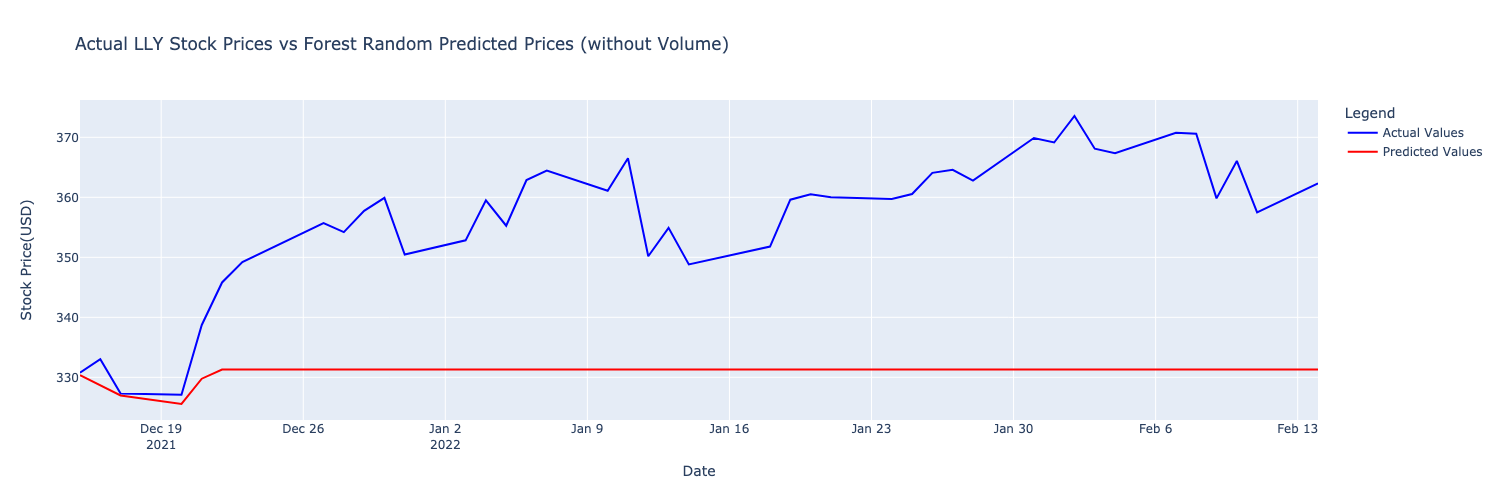 Actual LLY Stock Prices vs Forest Random Predicted Prices (without Volume)
Legend
Actual Values
Predicted Values
Stock Price(USD)
370
360
350
340
330
Dec 19
2021
Dec 26
Jan 2
2022
Jan 9
Jan 16
Jan 23
Jan 30
Feb 6
Feb 13
Date